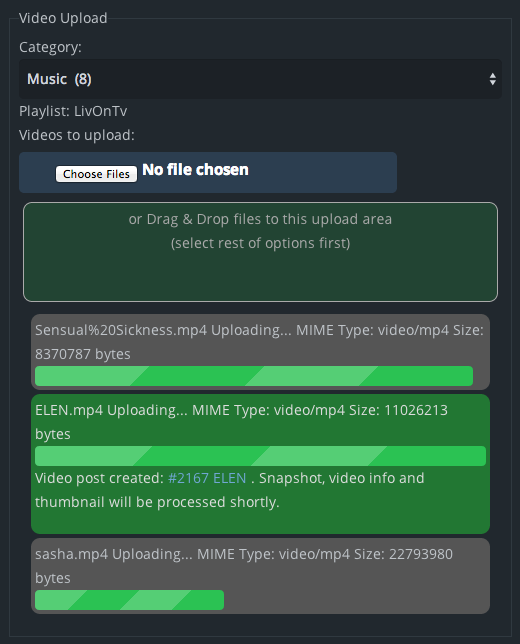 Video Upload
Category:
Music (8)
Playlist: LivOnTv
Videos to upload:
Choose Files No file chosen
or Drag & Drop files to this upload area
(select rest of options first)
Sensual%20Sickness.mp4 Uploading... MIME Type: video/mp4 Size:
8370787 bytes
ELEN.mp4 Uploading... MIME Type: video/mp4 Size: 11026213
bytes
Video post created: #2167 ELEN . Snapshot, video info and
thumbnail will be processed shortly.
sasha.mp4 Uploading... MIME Type: video/mp4 Size: 22793980
bytes